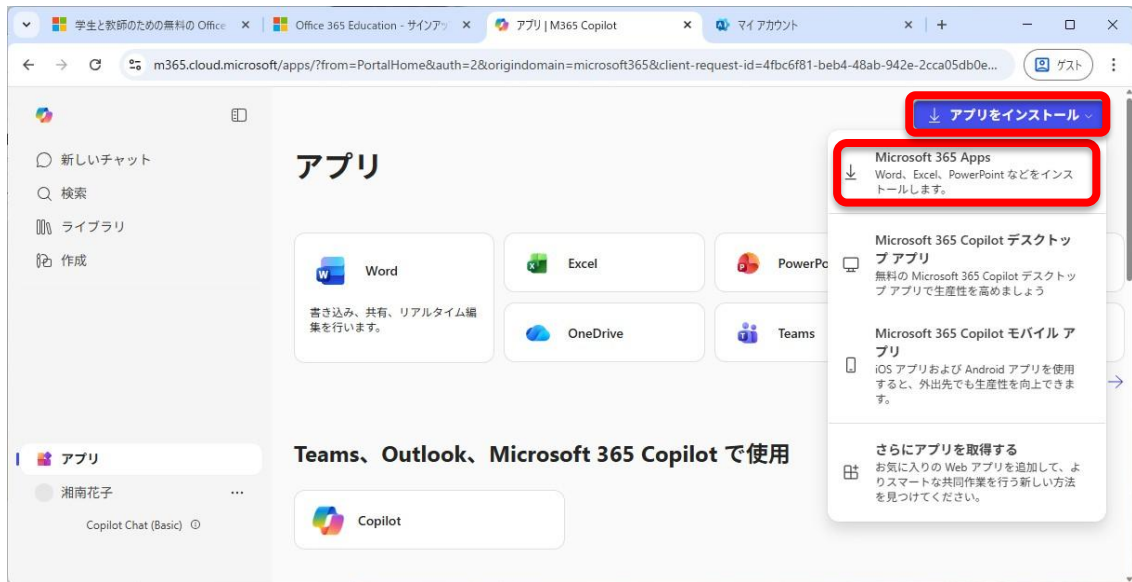 学生と教師のための無料の Office
Office 365 Education - サインアッ
アプリ | M365 Copilot
マイ アカウント
m365.cloud.microsoft/apps/?from=PortalHome&auth=2&origindomain=microsoft365&client-request-id=4fbc6f81-beb4-48ab-942e-2cca05db0e...
ゲスト
アプリをインストール
新しいチャット
検索
ライブラリ
作成
アプリ
湘南花子
Copilot Chat (Basic)
アプリ
Word
書き込み、共有、リアルタイム編
集を行います。
Excel
PowerPo
OneDrive
Teams
Teams、Outlook、Microsoft 365 Copilot で使用
Copilot
Microsoft 365 Apps
Word、Excel、PowerPoint などをインス
トールします。
Microsoft 365 Copilot デスクトッ
プ アプリ
無料の Microsoft 365 Copilot デスクトッ
プ アプリで生産性を高めましょう
Microsoft 365 Copilot モバイル ア
プリ
iOS アプリおよび Android アプリを使用
すると、外出先でも生産性を向上できま
す。
さらにアプリを取得する
お気に入りの Web アプリを追加して、よ
りスマートな共同作業を行う新しい方法
を見つけてください。